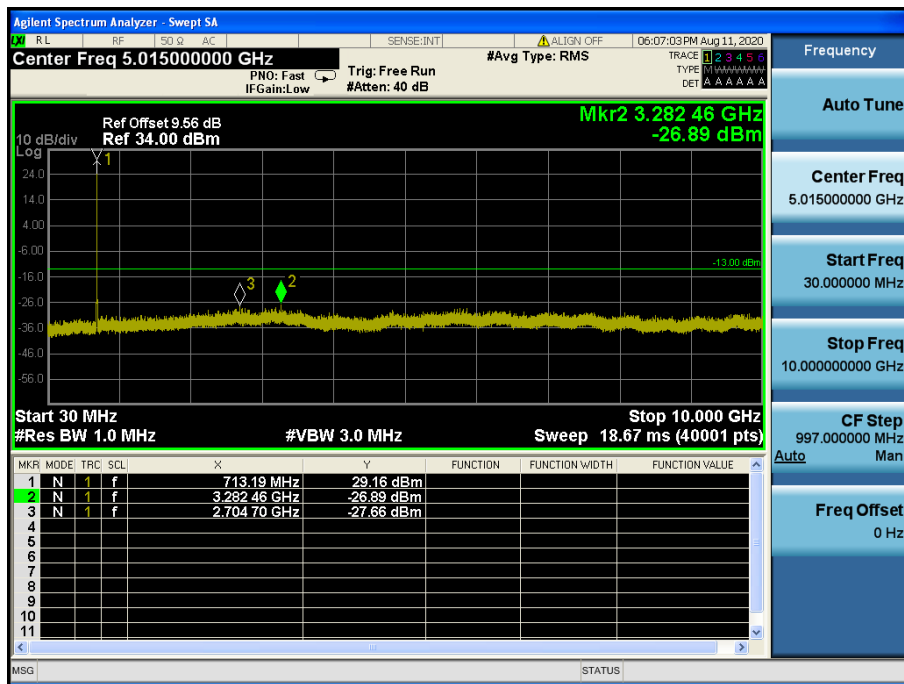 Agilent Spectrum Analyzer - Swept SA
LXI RL RF 50 Ω AC SENSE:INT ALIGN OFF 06:07:03 PM Aug 11, 2020
Center Freq 5.015000000 GHz
PNO: Fast
IFGain:Low
Trig: Free Run
#Atten: 40 dB
#Avg Type: RMS
TRACE 1 2 3 4 5 6
TYPE M WWWWW
DET A A A A A A
Frequency
Auto Tune
Center Freq
5.015000000 GHz
Start Freq
30.000000 MHz
Stop Freq
10.000000000 GHz
CF Step
997.000000 MHz
Auto Man
Freq Offset
0 Hz
Mkr2 3.282 46 GHz
-26.89 dBm
Ref Offset 9.56 dB
10 dB/div Ref 34.00 dBm
Log
1
24.0
14.0
4.00
-6.00
-13.00 dBm
-16.0
3 2
-26.0
-36.0
-46.0
-56.0
Start 30 MHz Stop 10.000 GHz
#Res BW 1.0 MHz #VBW 3.0 MHz Sweep 18.67 ms (40001 pts)
MKR MODE TRC SCL X Y FUNCTION FUNCTION WIDTH FUNCTION VALUE
1 N 1 f 713.19 MHz 29.16 dBm
2 N 1 f 3.282 46 GHz -26.89 dBm
3 N 1 f 2.704 70 GHz -27.66 dBm
4
5
6
7
8
9
10
11
MSG STATUS